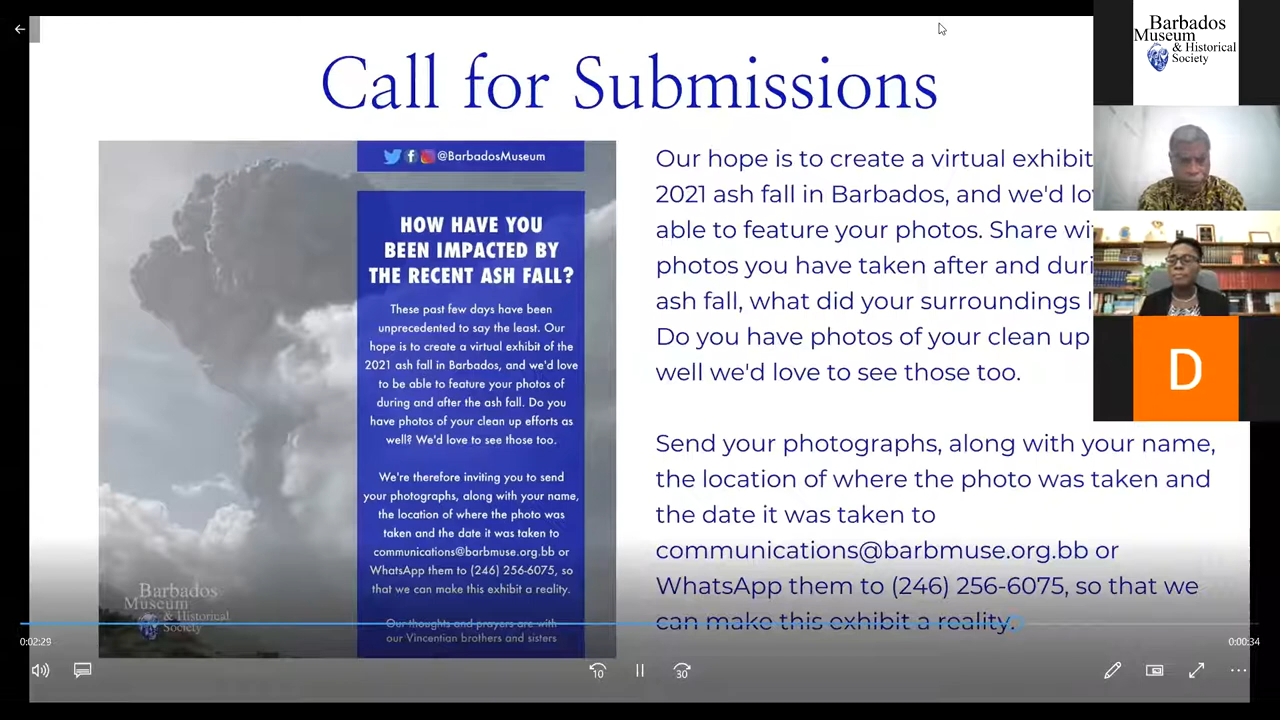 Call for Submissions
@BarbadosMuseum
HOW HAVE YOU
BEEN IMPACTED BY
THE RECENT ASH FALL?
These past few days have been
unprecedented to say the least. Our
hope is to create a virtual exhibit of the
2021 ash fall in Barbados, and we'd love
to be able to feature your photos of
during and after the ash fall. Do you
have photos of your clean up efforts as
well? We'd love to see those too.
We're therefore inviting you to send
your photographs, along with your name,
the location of where the photo was
taken and the date it was taken to
communications@barbmuse.org.bb or
WhatsApp them to (246) 256-6075, so
that we can make this exhibit a reality.
Our thoughts and prayers are with
our Vincentian brothers and sisters
Barbados
Museum
& Historical
Society
Our hope is to create a virtual exhibit
2021 ash fall in Barbados, and we'd lo
able to feature your photos. Share wi
photos you have taken after and duri
ash fall, what did your surroundings l
Do you have photos of your clean up
well we'd love to see those too.
Send your photographs, along with your name,
the location of where the photo was taken and
the date it was taken to
communications@barbmuse.org.bb or
WhatsApp them to (246) 256-6075, so that we
can make this exhibit a reality.
Barbados
Museum
& Historical
Society
D
0:02:29
0:00:34
10
30